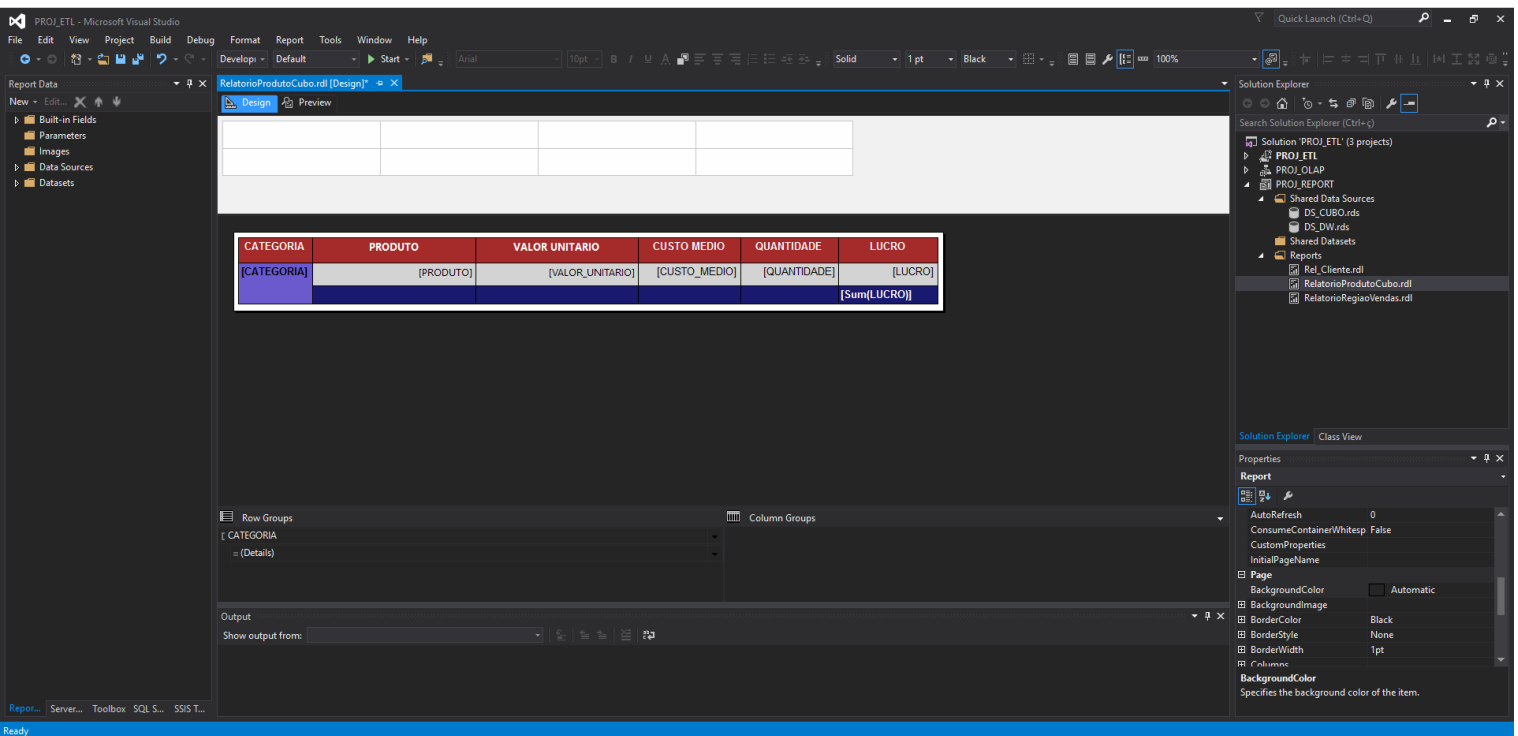 PROJ_ETL - Microsoft Visual Studio
Quick Launch (Ctrl+Q)
File Edit View Project Build Debug Format Report Tools Window Help
Develop Default Start Arial 10pt B I U A Solid 1 pt Black 100%
Report Data
New Edit...
Built-in Fields
Parameters
Images
Data Sources
Datasets
Repor... Server... Toolbox SQL S... SSIS T...
RelatorioProdutoCubo.rdl [Design]*
Design Preview
CATEGORIA PRODUTO VALOR UNITARIO CUSTO MEDIO QUANTIDADE LUCRO
[CATEGORIA] [PRODUTO] [VALOR_UNITARIO] [CUSTO_MEDIO] [QUANTIDADE] [LUCRO]
[Sum(LUCRO)]
Row Groups Column Groups
[ CATEGORIA
= (Details)
Output
Show output from:
Solution Explorer
Search Solution Explorer (Ctrl+ç)
Solution 'PROJ_ETL' (3 projects)
PROJ_ETL
PROJ_OLAP
PROJ_REPORT
Shared Data Sources
DS_CUBO.rds
DS_DW.rds
Shared Datasets
Reports
Rel_Cliente.rdl
RelatorioProdutoCubo.rdl
RelatorioRegiaoVendas.rdl
Solution Explorer Class View
Properties
Report
AutoRefresh 0
ConsumeContainerWhitesp False
CustomProperties
InitialPageName
Page
BackgroundColor Automatic
BackgroundImage
BorderColor Black
BorderStyle None
BorderWidth 1pt
Columns
BackgroundColor
Specifies the background color of the item.
Ready